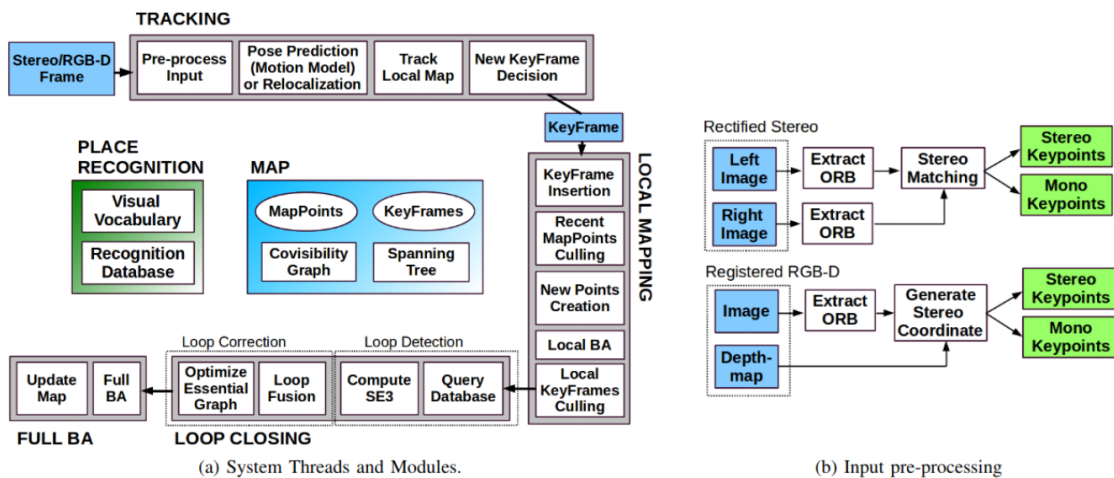 TRACKING
Stereo/RGB-D
Frame
Pre-process
Input
Pose Prediction
(Motion Model)
or Relocalization
Track
Local Map
New KeyFrame
Decision
KeyFrame
PLACE
RECOGNITION
Visual
Vocabulary
Recognition
Database
MAP
MapPoints
KeyFrames
Covisibility
Graph
Spanning
Tree
LOCAL MAPPING
KeyFrame
Insertion
Recent
MapPoints
Culling
New Points
Creation
Local BA
Local
KeyFrames
Culling
Loop Correction
Loop Detection
Update
Map
Full
BA
Optimize
Essential
Graph
Loop
Fusion
Compute
SE3
Query
Database
FULL BA
LOOP CLOSING
(a) System Threads and Modules.
Rectified Stereo
Left
Image
Extract
ORB
Stereo
Matching
Stereo
Keypoints
Mono
Keypoints
Right
Image
Extract
ORB
Registered RGB-D
Image
Extract
ORB
Generate
Stereo
Coordinate
Stereo
Keypoints
Mono
Keypoints
Depth-
map
(b) Input pre-processing